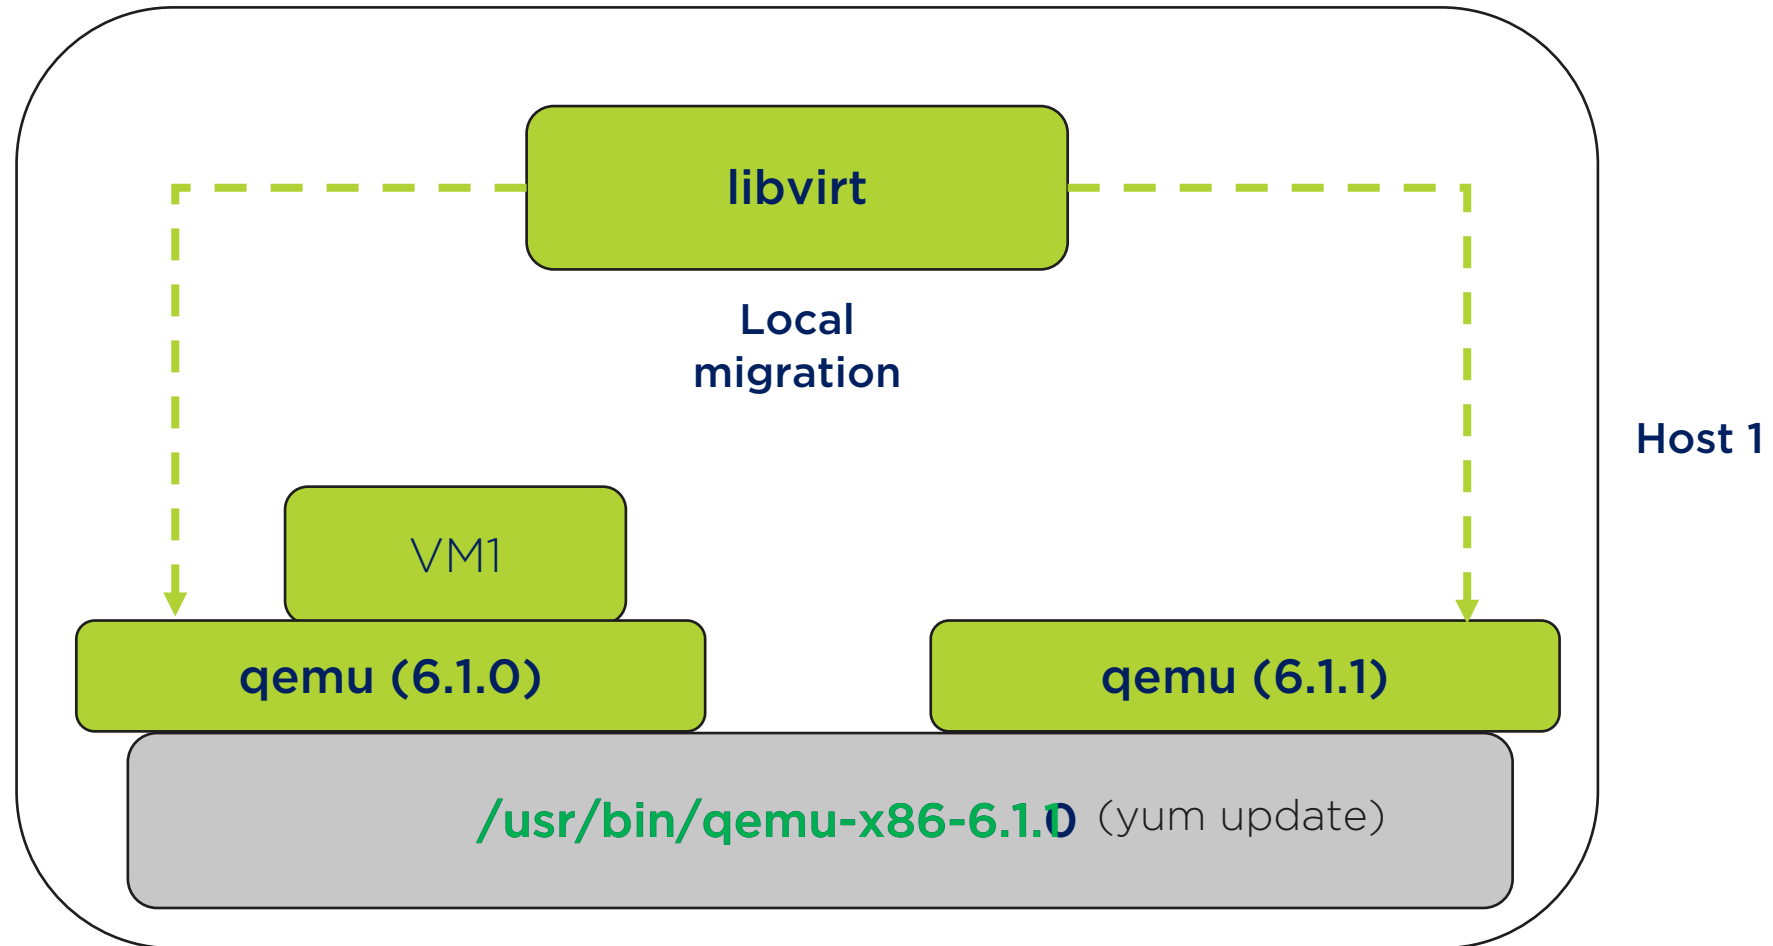 libvirt
Local
migration
Host 1
VM1
qemu (6.1.0)
qemu (6.1.1)
/usr/bin/qemu-x86-6.1.1 (yum update)